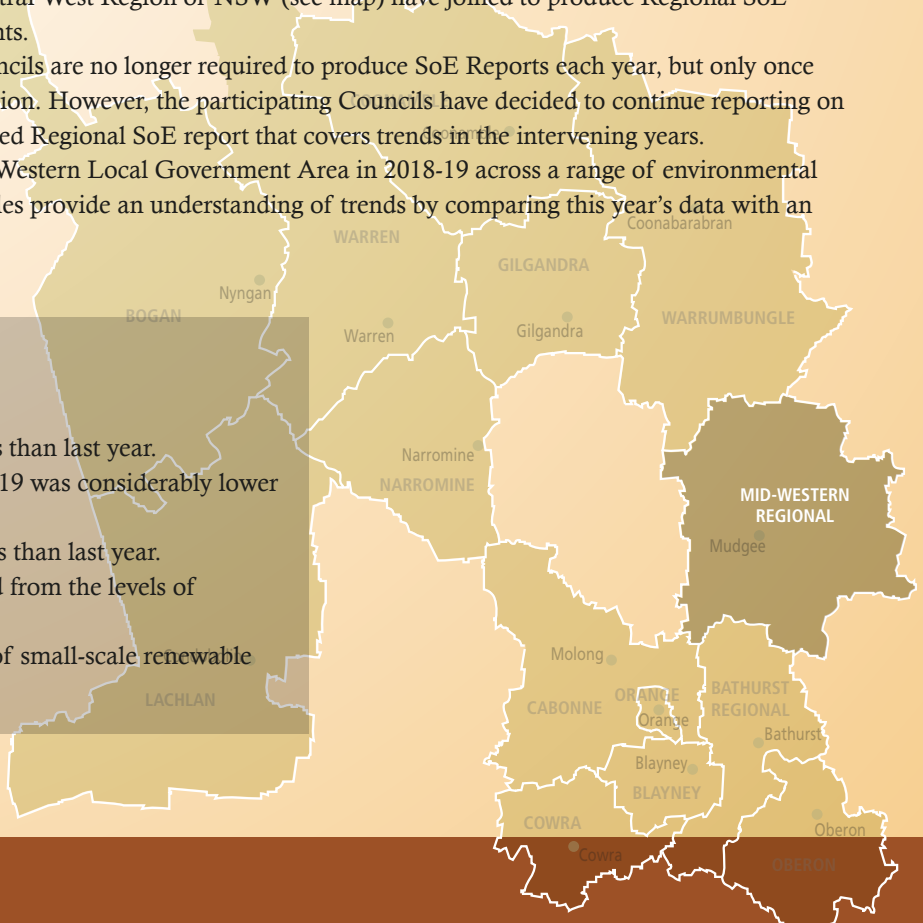 ntral West Region of NSW (see map) have joined to produce Regional SoE
nts.
ncils are no longer required to produce SoE Reports each year, but only once
tion. However, the participating Councils have decided to continue reporting on
ed Regional SoE report that covers trends in the intervening years.
Western Local Government Area in 2018-19 across a range of environmental
les provide an understanding of trends by comparing this year's data with an
COONAMBLE
Coonamble
Coonabarabran
WARREN
GILGANDRA
Nyngan
BOGAN
Warren
Gilgandra
WARRUMBUNGLE
s than last year.
19 was considerably lower
s than last year.
d from the levels of
of small-scale renewable
Narromine
NARROMINE
MID-WESTERN
REGIONAL
Mudgee
LACHLAN
Molong
CABONNE
ORANGE
Orange
BATHURST
REGIONAL
Bathurst
Blayney
BLAYNEY
COWRA
Cowra
Oberon
OBERON